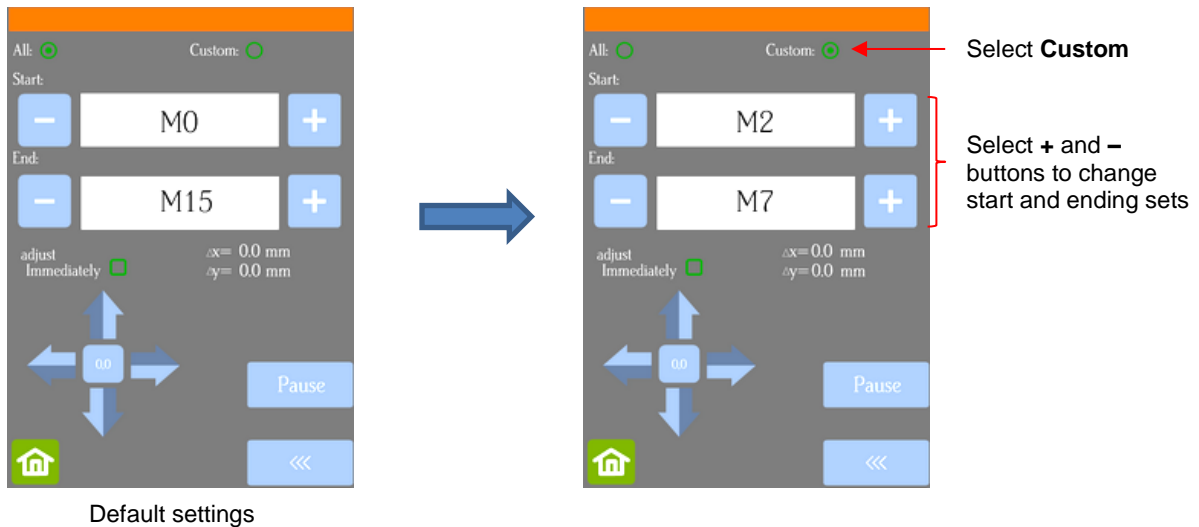 All:
Custom:
Start:
−
M0
+
End:
−
M15
+
adjust
Immediately
△x= 0.0 mm
△y= 0.0 mm
0.0
Pause
<<<
Default settings
All:
Custom:
Start:
−
M2
+
End:
−
M7
+
adjust
Immediately
△x=0.0 mm
△y=0.0 mm
0.0
Pause
<<<
Select Custom
Select + and –
buttons to change
start and ending sets